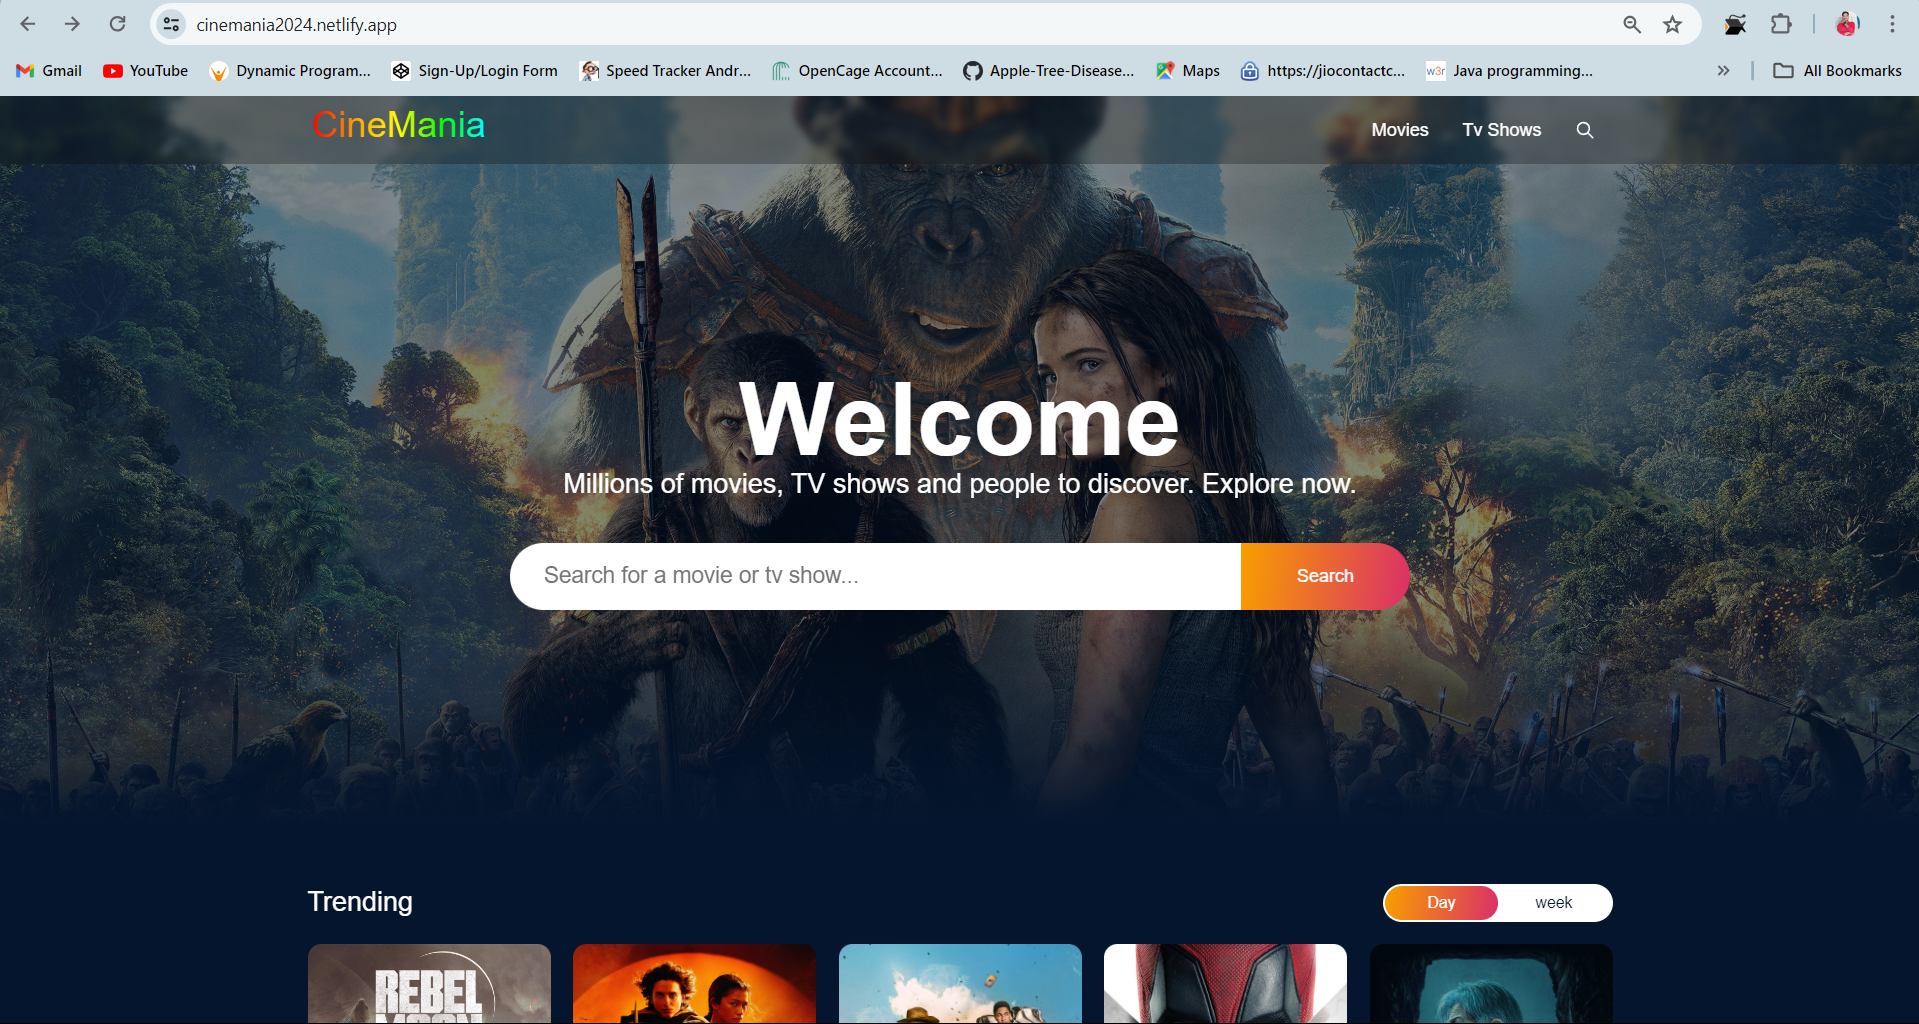 cinemania2024.netlify.app
Gmail YouTube Dynamic Program... Sign-Up/Login Form Speed Tracker Andr... OpenCage Account... Apple-Tree-Disease... Maps https://jiocontactc... w3r Java programming... All Bookmarks
CineMania Movies Tv Shows
Welcome
Millions of movies, TV shows and people to discover. Explore now.
Search for a movie or tv show... Search
Trending Day week
REBEL
MOON